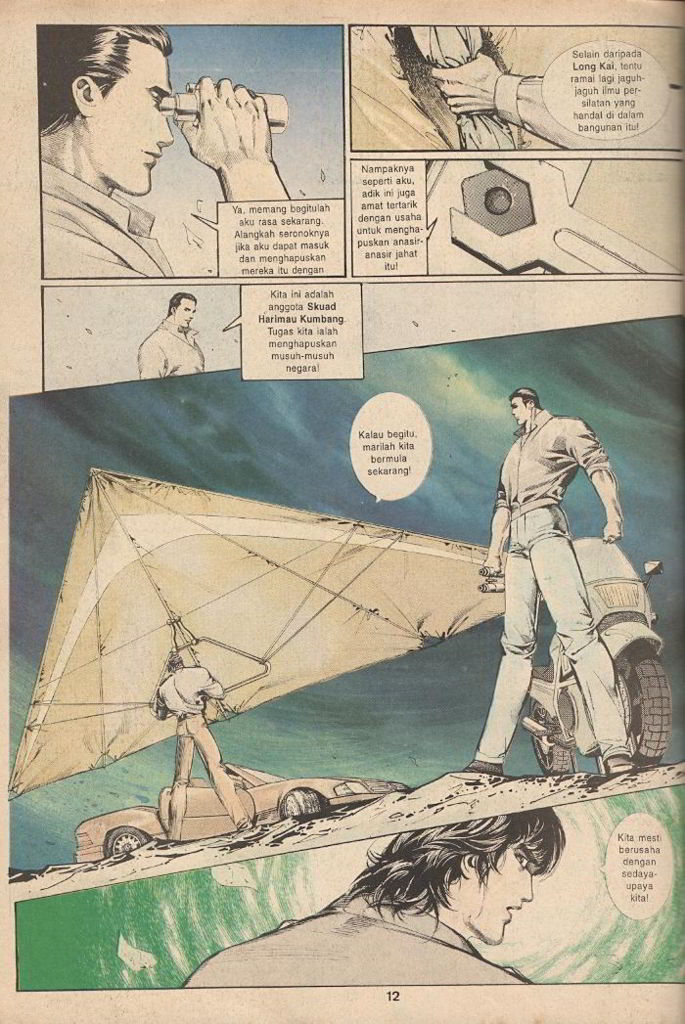 Ya, memang begitulah
aku rasa sekarang.
Alangkah seronoknya
jika aku dapat masuk
dan menghapuskan
mereka itu dengan
Selain daripada
Long Kai, tentu
ramai lagi jaguh-
jaguh ilmu per-
silatan yang
handal di dalam
bangunan itu!
Nampaknya
seperti aku,
adik ini juga
amat tertarik
dengan usaha
untuk mengha-
puskan anasir-
anasir jahat
itu!
Kita ini adalah
anggota Skuad
Harimau Kumbang.
Tugas kita ialah
menghapuskan
musuh-musuh
negara!
Kalau begitu,
marilah kita
bermula
sekarang!
Kita mesti
berusaha
dengan
sedaya-
upaya
kita!
12